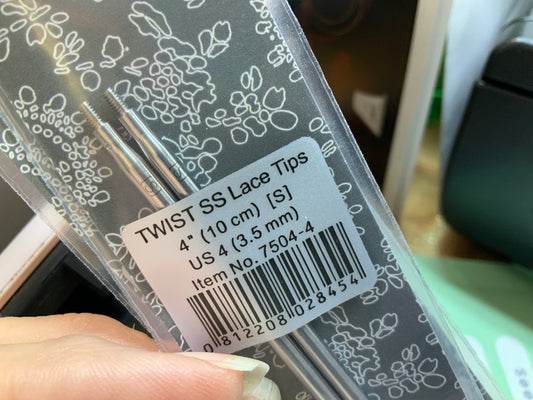 TWIST SS Lace Tips
4" (10 cm) [S]
US 4 (3.5 mm)
Item No. 7504-4
0 812208 028454